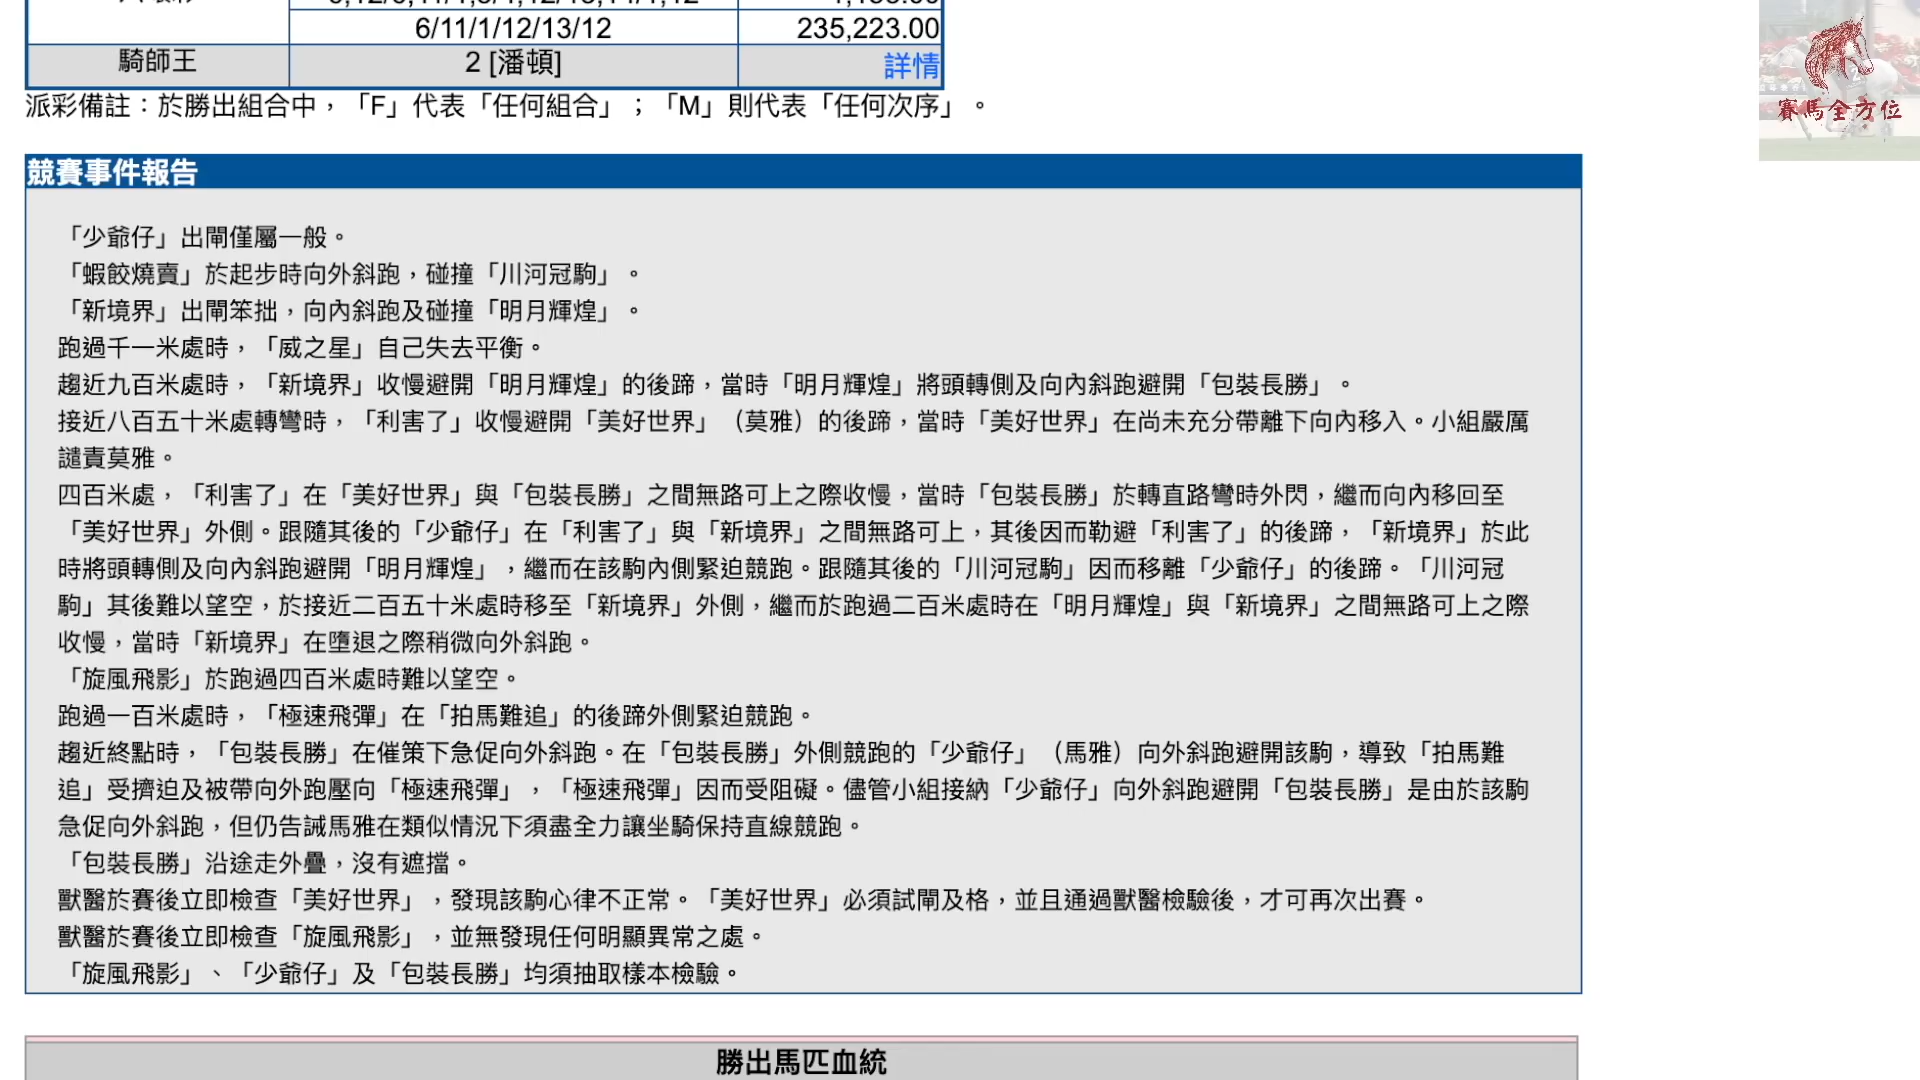 6/11/1/12/13/12 235,223.00
騎師王 2 [潘頓] 詳情
派彩備註：於勝出組合中，「F」代表「任何組合」；「M」則代表「任何次序」。
賽馬全方位
競賽事件報告
「少爺仔」出閘僅屬一般。
「蝦餃燒賣」於起步時向外斜跑，碰撞「川河冠駒」。
「新境界」出閘笨拙，向內斜跑及碰撞「明月輝煌」。
跑過千一米處時，「威之星」自己失去平衡。
趨近九百米處時，「新境界」收慢避開「明月輝煌」的後蹄，當時「明月輝煌」將頭轉側及向內斜跑避開「包裝長勝」。
接近八百五十米處轉彎時，「利害了」收慢避開「美好世界」（莫雅）的後蹄，當時「美好世界」在尚未充分帶離下向內移入。小組嚴厲
譴責莫雅。
四百米處，「利害了」在「美好世界」與「包裝長勝」之間無路可上之際收慢，當時「包裝長勝」於轉直路彎時外閃，繼而向內移回至
「美好世界」外側。跟隨其後的「少爺仔」在「利害了」與「新境界」之間無路可上，其後因而勒避「利害了」的後蹄，「新境界」於此
時將頭轉側及向內斜跑避開「明月輝煌」，繼而在該駒內側緊迫競跑。跟隨其後的「川河冠駒」因而移離「少爺仔」的後蹄。「川河冠
駒」其後難以望空，於接近二百五十米處時移至「新境界」外側，繼而於跑過二百米處時在「明月輝煌」與「新境界」之間無路可上之際
收慢，當時「新境界」在墮退之際稍微向外斜跑。
「旋風飛影」於跑過四百米處時難以望空。
跑過一百米處時，「極速飛彈」在「拍馬難追」的後蹄外側緊迫競跑。
趨近終點時，「包裝長勝」在催策下急促向外斜跑。在「包裝長勝」外側競跑的「少爺仔」（馬雅）向外斜跑避開該駒，導致「拍馬難
追」受擠迫及被帶向外跑壓向「極速飛彈」，「極速飛彈」因而受阻礙。儘管小組接納「少爺仔」向外斜跑避開「包裝長勝」是由於該駒
急促向外斜跑，但仍告誡馬雅在類似情況下須盡全力讓坐騎保持直線競跑。
「包裝長勝」沿途走外疊，沒有遮擋。
獸醫於賽後立即檢查「美好世界」，發現該駒心律不正常。「美好世界」必須試閘及格，並且通過獸醫檢驗後，才可再次出賽。
獸醫於賽後立即檢查「旋風飛影」，並無發現任何明顯異常之處。
「旋風飛影」、「少爺仔」及「包裝長勝」均須抽取樣本檢驗。
勝出馬匹血統